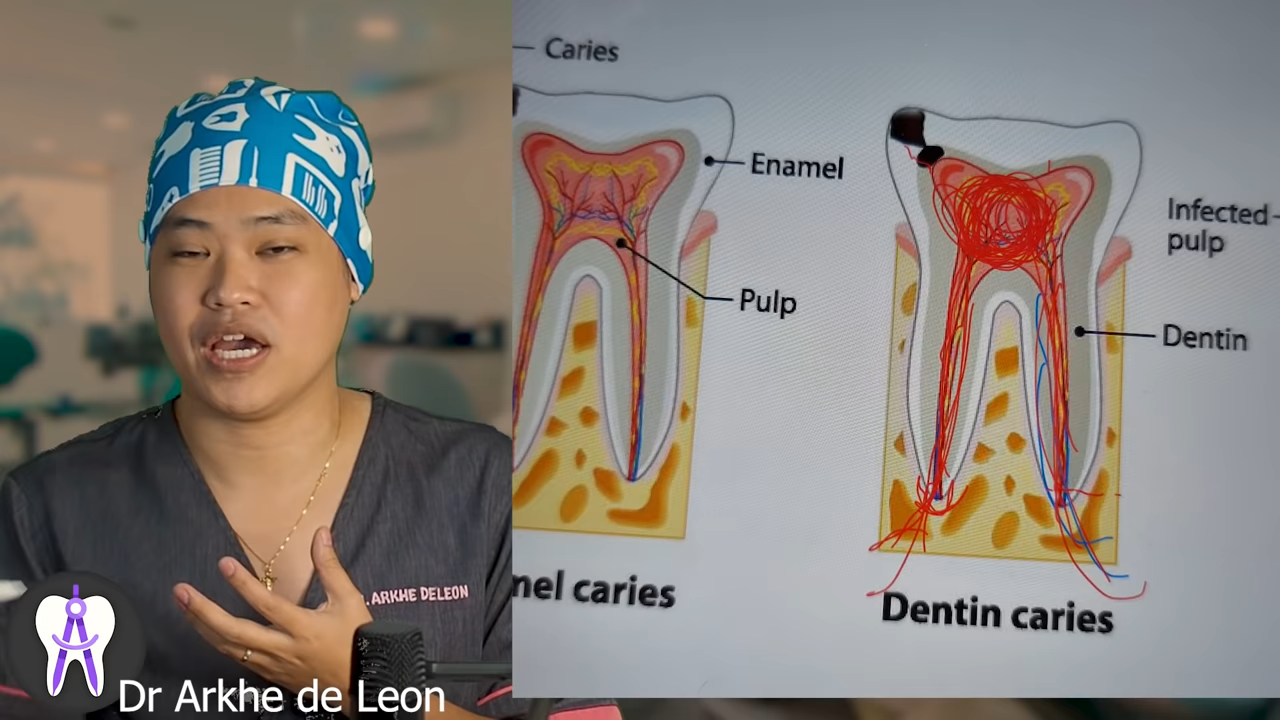 Caries
Enamel
Pulp
Infected
pulp
Dentin
nel caries
Dentin caries
. ARKHE DELEON
Dr Arkhe de Leon